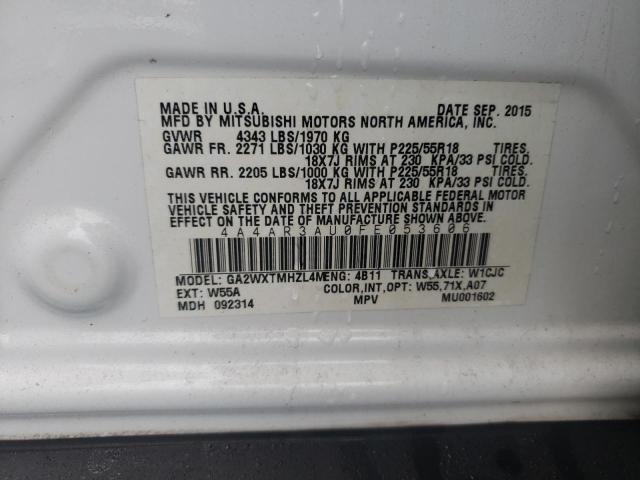 MADE IN U.S.A. DATE SEP. 2015
MFD BY MITSUBISHI MOTORS NORTH AMERICA, INC.
GVWR 4343 LBS/1970 KG
GAWR FR. 2271 LBS/1030 KG WITH P225/55R18 TIRES.
18X7J RIMS AT 230 KPA/33 PSI COLD.
GAWR RR. 2205 LBS/1000 KG WITH P225/55R18 TIRES.
18X7J RIMS AT 230 KPA/33 PSI COLD.
THIS VEHICLE CONFORMS TO ALL APPLICABLE FEDERAL MOTOR
VEHICLE SAFETY AND THEFT PREVENTION STANDARDS IN
EFFECT ON THE DATE OF MANUFACTURE SHOWN ABOVE.
4A4AR3AU0FE053606
MODEL: GA2WXTMHZL4M ENG: 4B11 TRANS,AXLE: W1CJC
EXT: W55A COLOR,INT,OPT: W55,71X,A07
MDH 092314 MPV MU001602